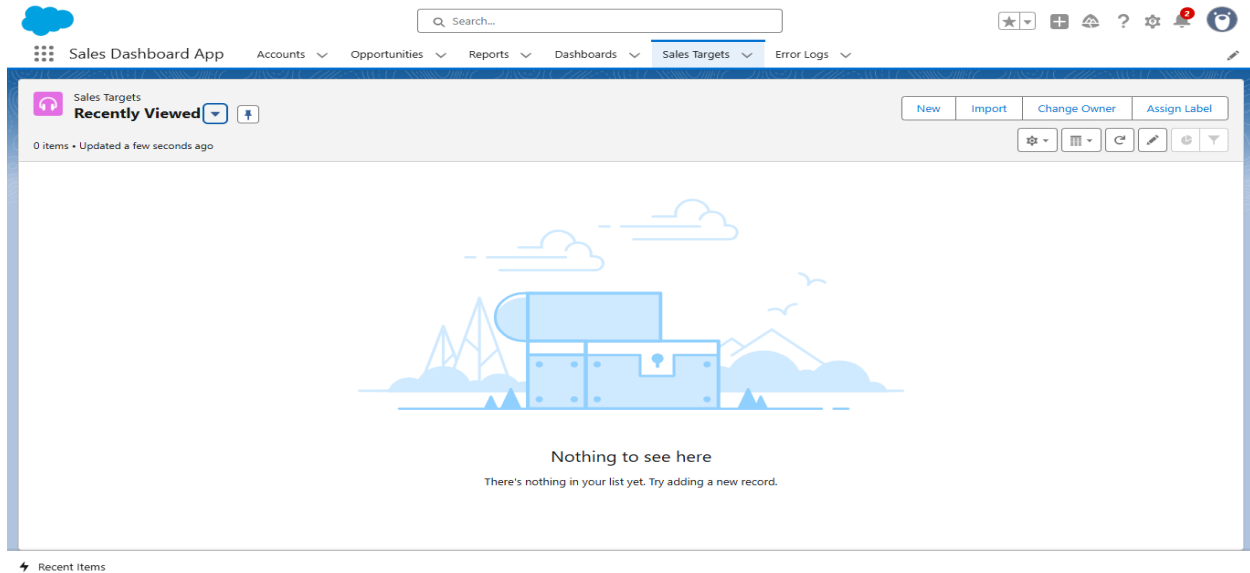 Search...
2
Sales Dashboard App Accounts Opportunities Reports Dashboards Sales Targets Error Logs
Sales Targets
Recently Viewed
New Import Change Owner Assign Label
0 items • Updated a few seconds ago
Nothing to see here
There's nothing in your list yet. Try adding a new record.
Recent Items